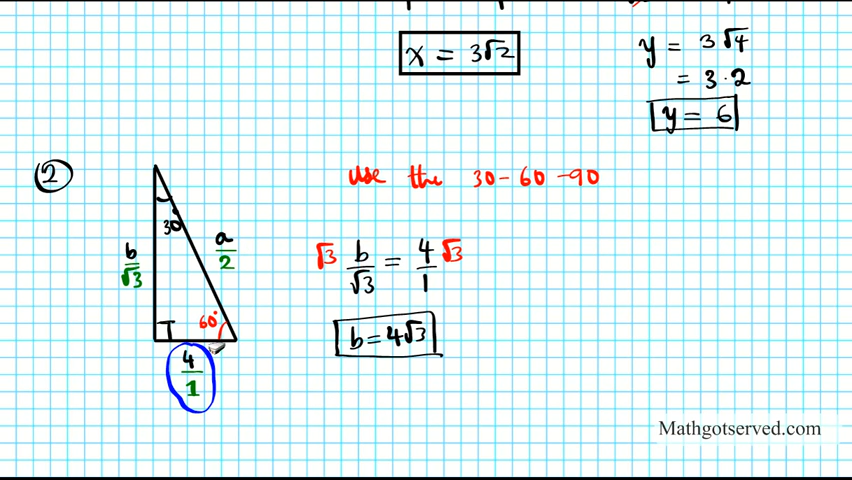 x = 3√2
y = 3√4
= 3·2
y = 6
2
use the 30-60-90
30°
b/√3
a/2
60°
4/1
√3 b/√3 = 4/1 √3
b = 4√3
Mathgotserved.com